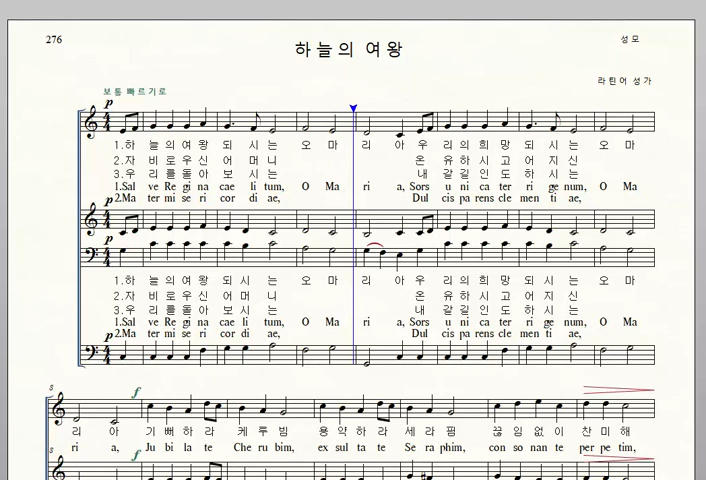 276
성 모
하 늘 의 여 왕
라 틴 어 성 가
보 통 빠 르 기 로
p
1.하 늘 의 여 왕 되 시 는 오 마 리 아 우 리 의 희 망 되 시 는 오 마
2.자 비 로 우 신 어 머 니 온 유 하 시 고 어 지 신
3.우 리 를 돌 아 보 시 는 내 갈 길 인 도 하 시 는
1.Sal ve Re gi na cae li tum, O Ma ri a, Sors u ni ca ter ri ge num, O Ma
2.Ma ter mi se ri cor di ae, Dul cis pa rens cle men ti ae,
p
p
1.하 늘 의 여 왕 되 시 는 오 마 리 아 우 리 의 희 망 되 시 는 오 마
2.자 비 로 우 신 어 머 니 온 유 하 시 고 어 지 신
3.우 리 를 돌 아 보 시 는 내 갈 길 인 도 하 시 는
1.Sal ve Re gi na cae li tum, O Ma ri a, Sors u ni ca ter ri ge num, O Ma
2.Ma ter mi se ri cor di ae, Dul cis pa rens cle men ti ae,
5
f
리 아 기 뻐 하 라 케 루 빔 용 약 하 라 세 라 핌 끊 임 없 이 찬 미 해
ri a, Ju bi la te Che ru bim, ex sul ta te Se ra phim, con so nan te per pe tim,
5
f